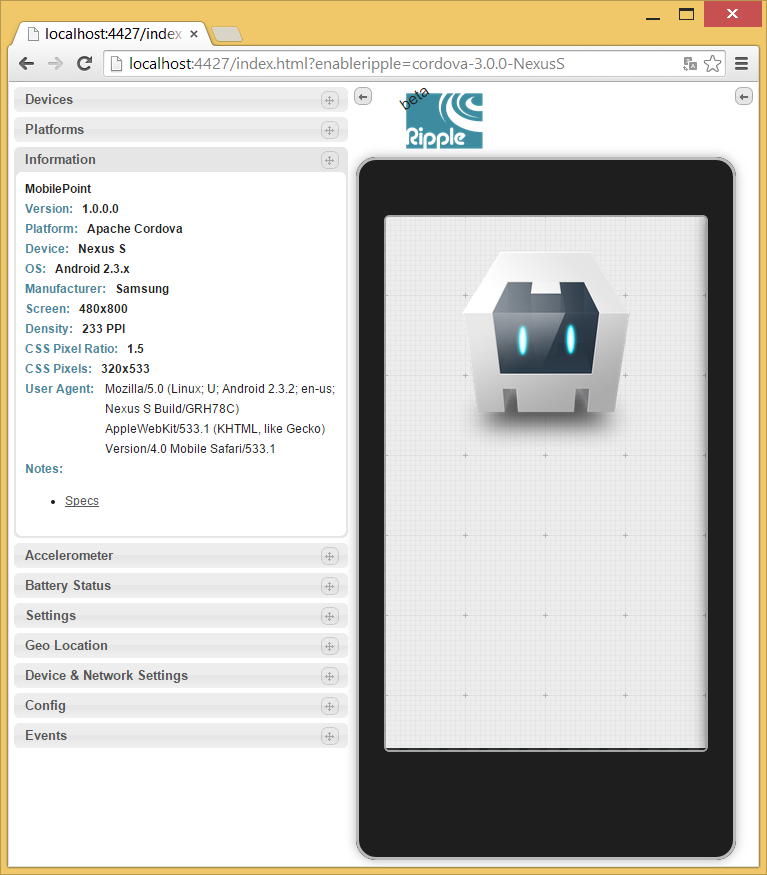 localhost:4427/index
localhost:4427/index.html?enableripple=cordova-3.0.0-NexusS
Devices
Platforms
Information
MobilePoint
Version: 1.0.0.0
Platform: Apache Cordova
Device: Nexus S
OS: Android 2.3.x
Manufacturer: Samsung
Screen: 480x800
Density: 233 PPI
CSS Pixel Ratio: 1.5
CSS Pixels: 320x533
User Agent: Mozilla/5.0 (Linux; U; Android 2.3.2; en-us;
Nexus S Build/GRH78C)
AppleWebKit/533.1 (KHTML, like Gecko)
Version/4.0 Mobile Safari/533.1
Notes:
Specs
Accelerometer
Battery Status
Settings
Geo Location
Device & Network Settings
Config
Events
beta
Ripple